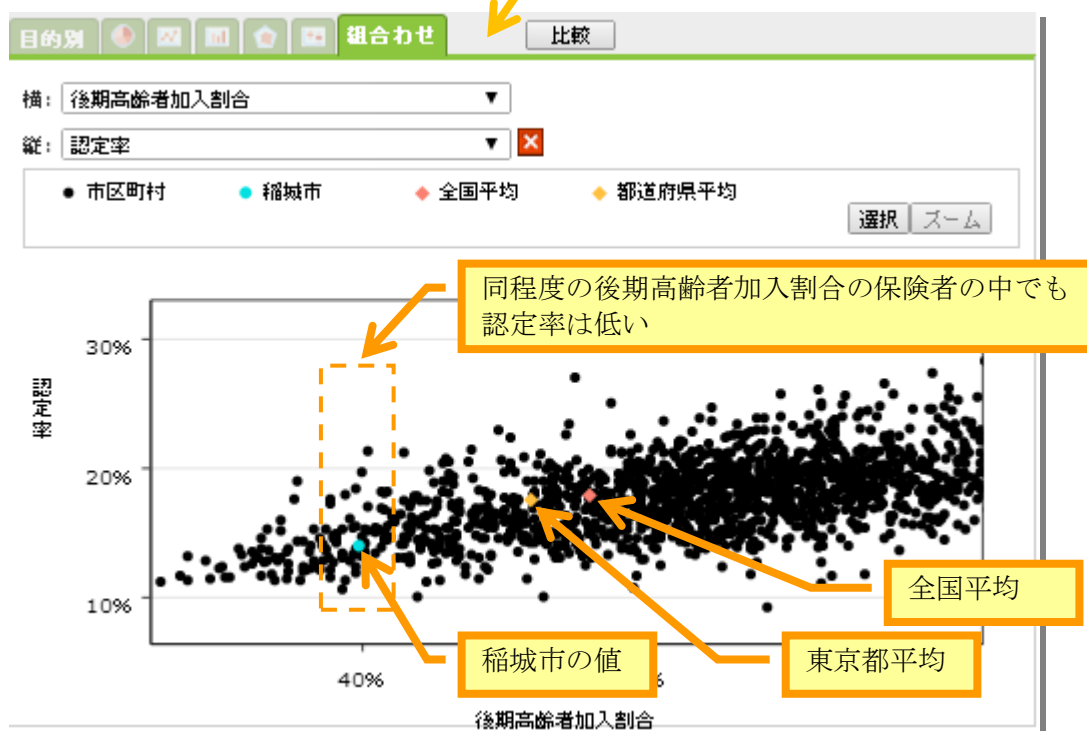 目的別 組合わせ 比較
横： 後期高齢者加入割合 ▼
縦： 認定率 ▼
● 市区町村 ● 稲城市 ◆ 全国平均 ◆ 都道府県平均
選択 ズーム
同程度の後期高齢者加入割合の保険者の中でも
認定率は低い
30%
認定率
20%
10%
全国平均
稲城市の値
東京都平均
40%
後期高齢者加入割合